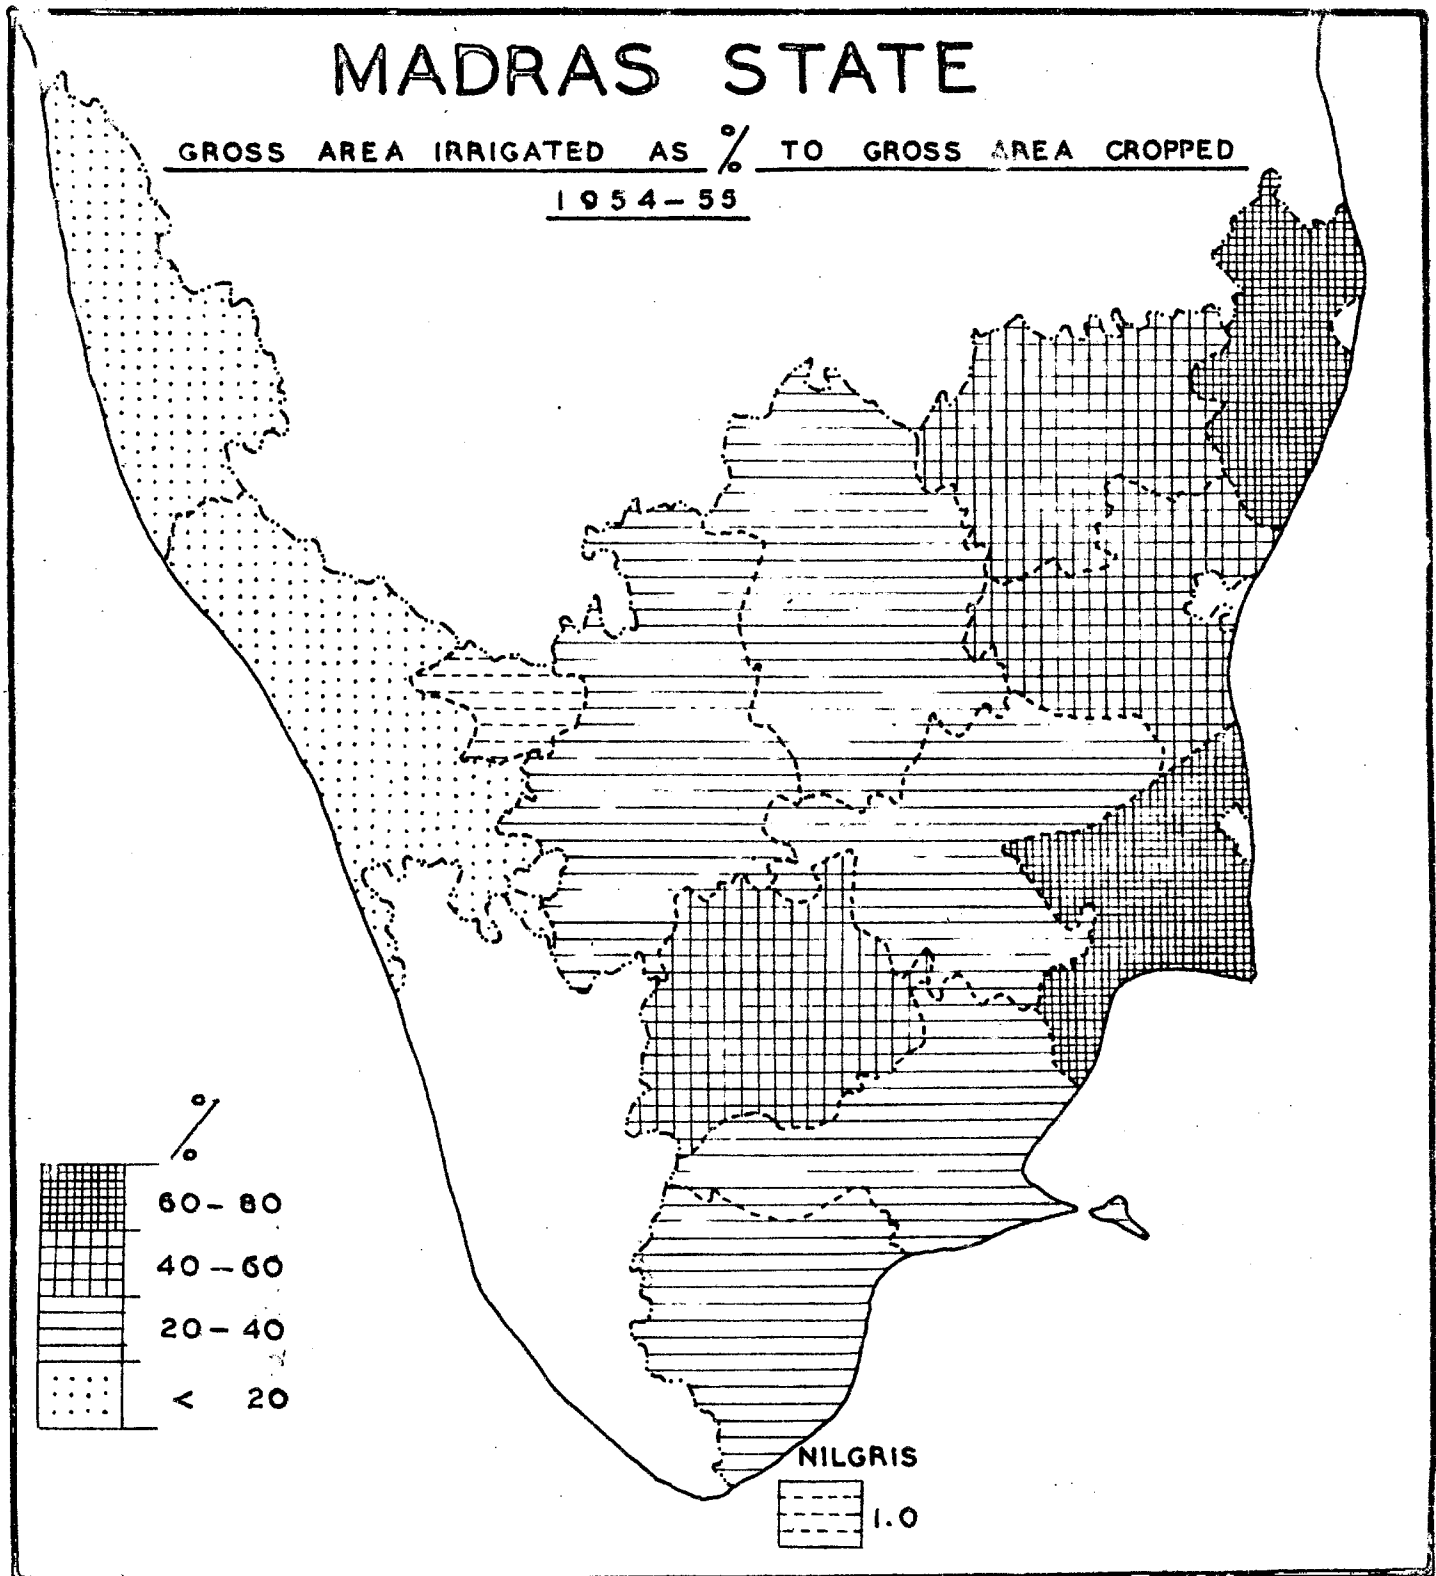 MADRAS STATE
GROSS AREA IRRIGATED AS % TO GROSS AREA CROPPED
1954-55
%
60-80
40-60
20-40
< 20
NILGRIS
1.0